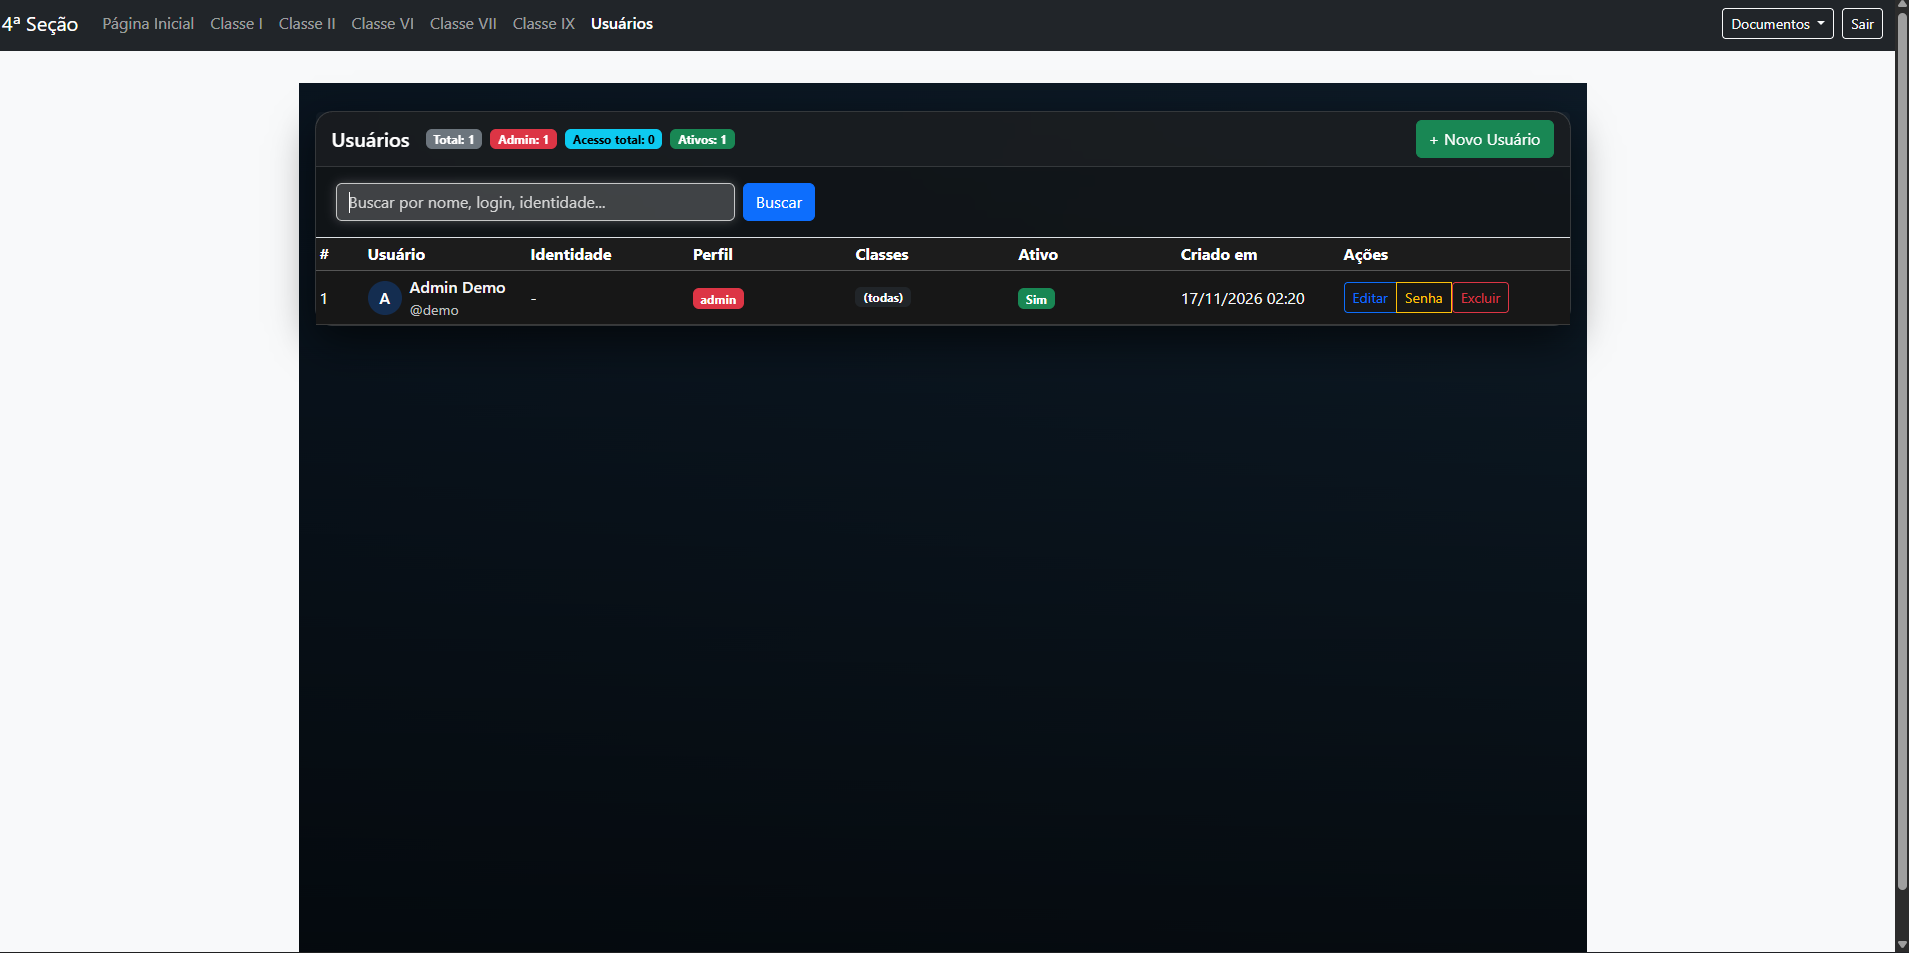 4ª Seção Página Inicial Classe I Classe II Classe VI Classe VII Classe IX Usuários Documentos Sair
Usuários Total: 1 Admin: 1 Acesso total: 0 Ativos: 1 + Novo Usuário
Buscar por nome, login, identidade... Buscar
# Usuário Identidade Perfil Classes Ativo Criado em Ações
1 A Admin Demo - admin (todas) Sim 17/11/2026 02:20 Editar Senha Excluir
@demo